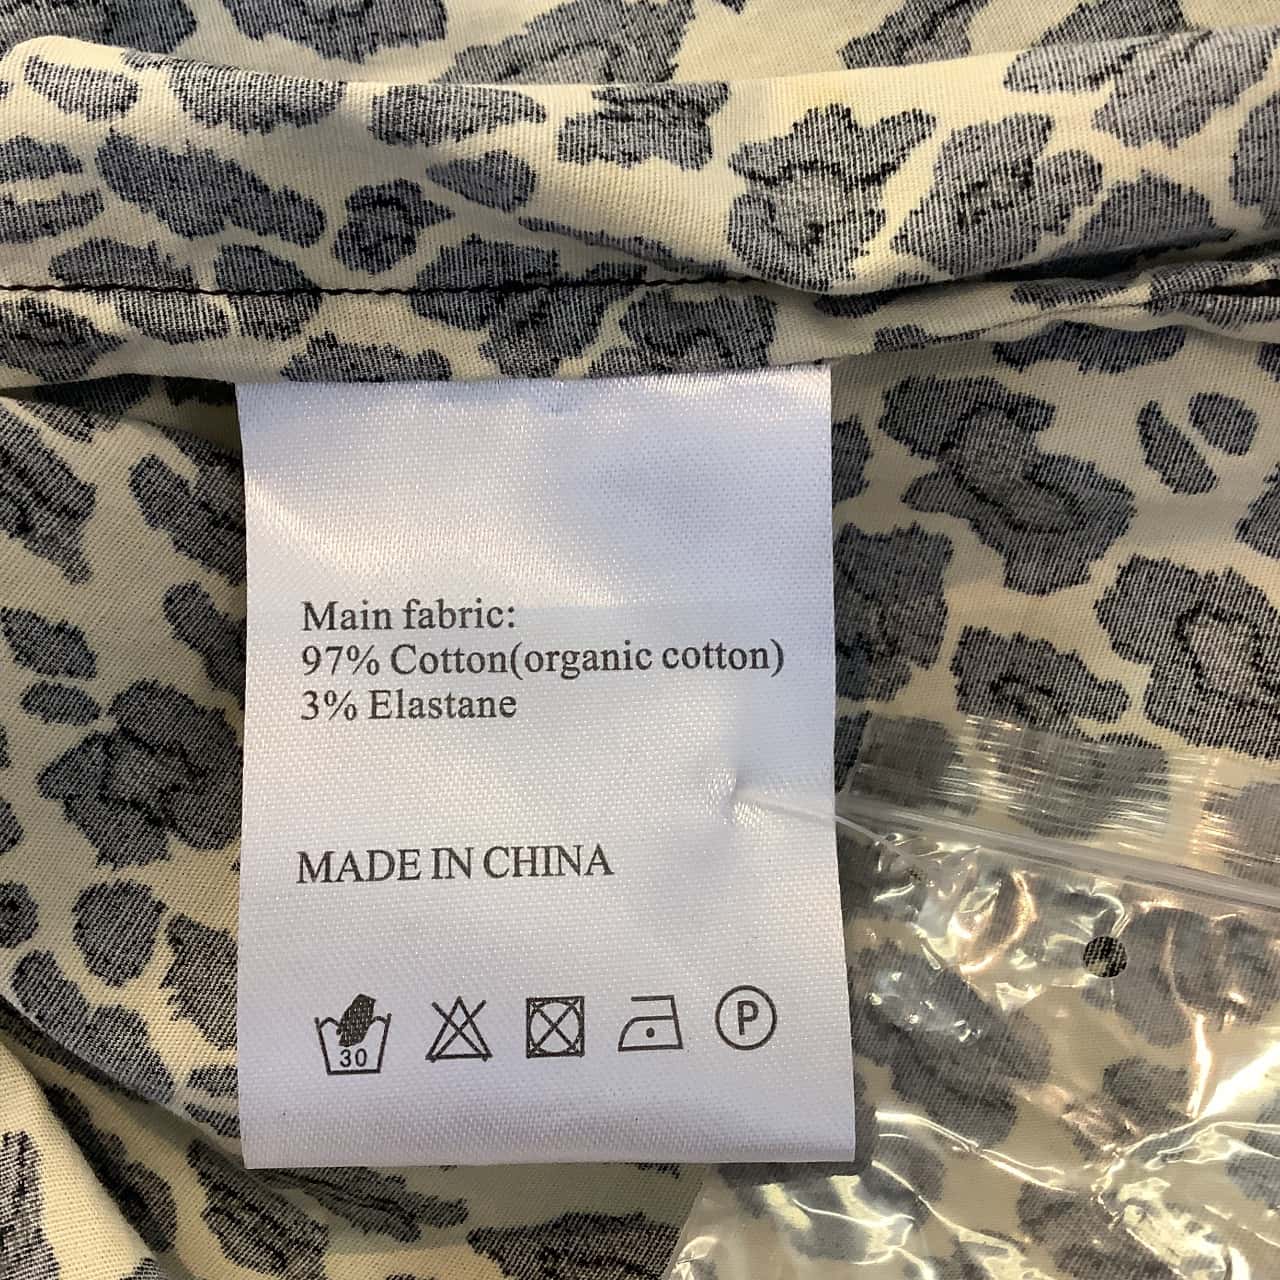 Main fabric:
97% Cotton(organic cotton)
3% Elastane
MADE IN CHINA
30
P